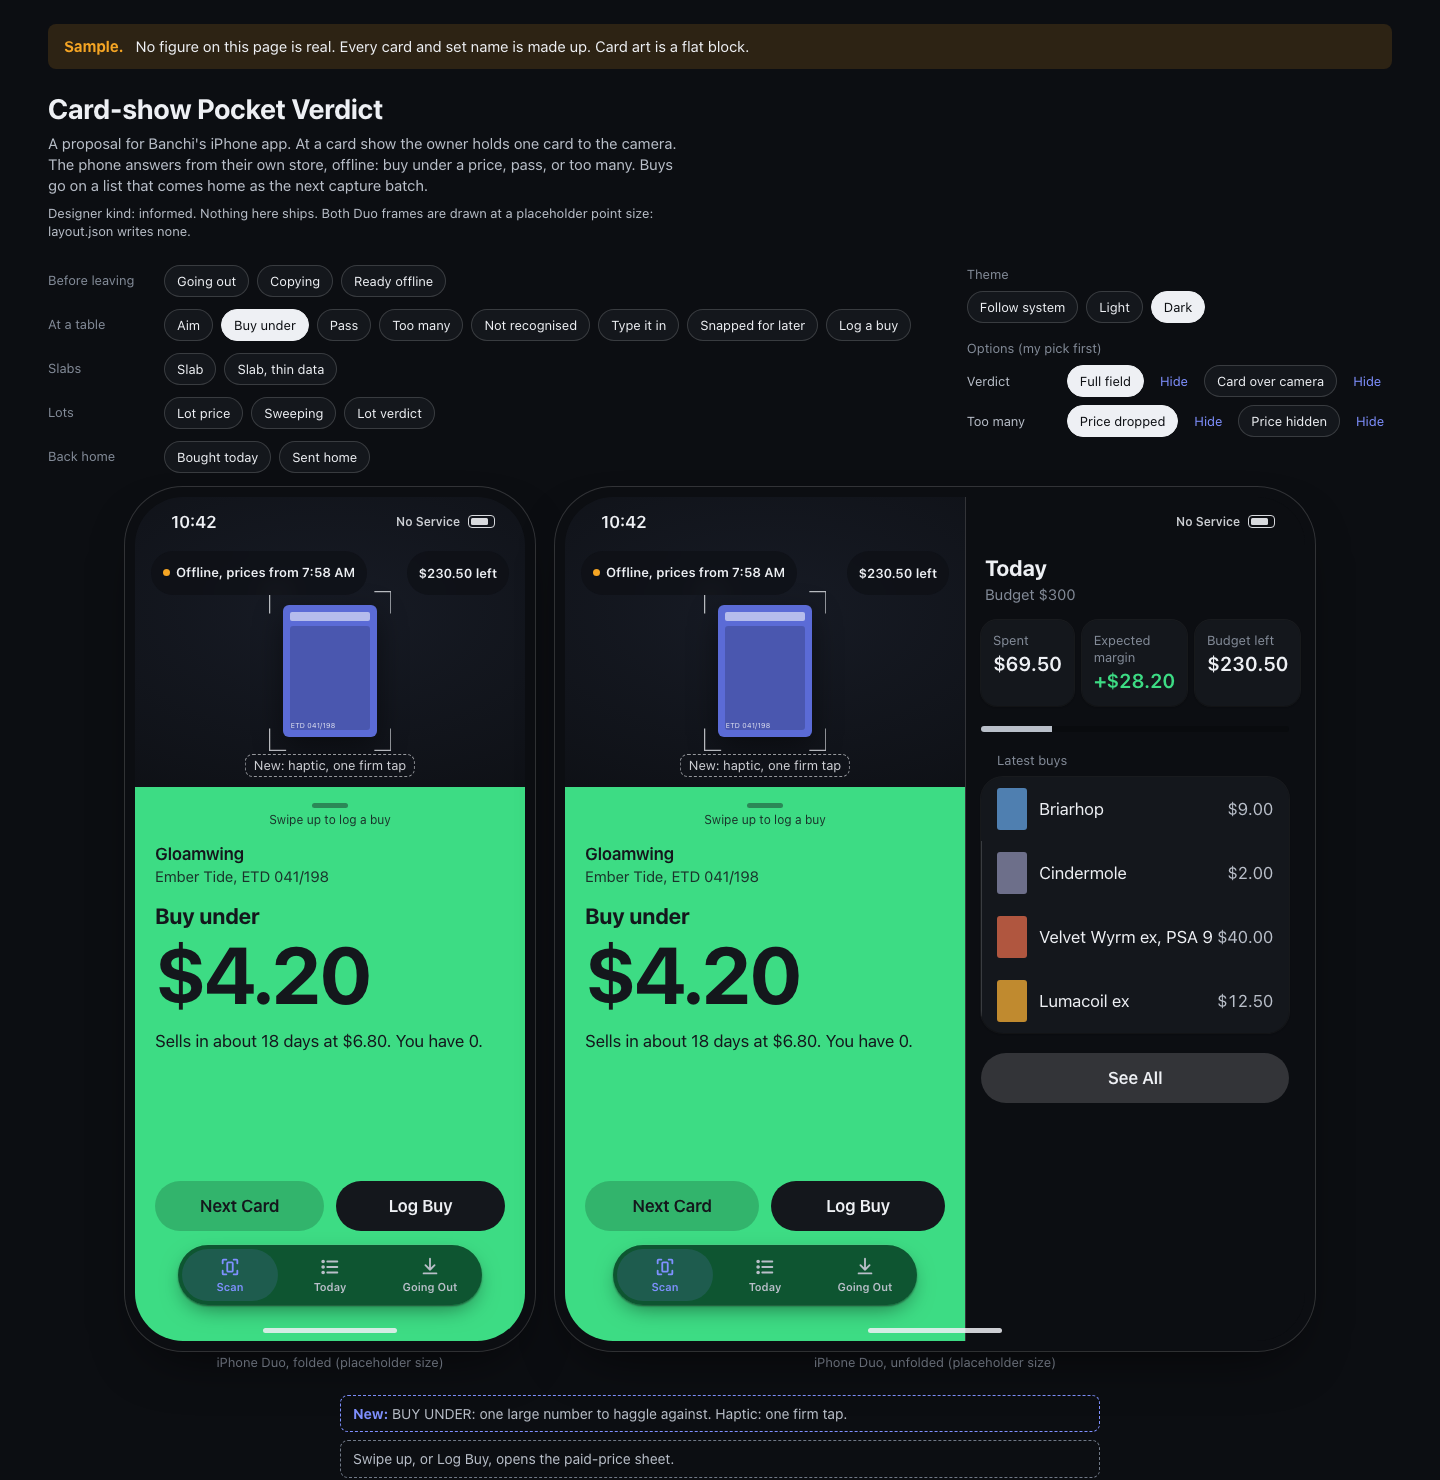 Sample. No figure on this page is real. Every card and set name is made up. Card art is a flat block.
Card-show Pocket Verdict
A proposal for Banchi's iPhone app. At a card show the owner holds one card to the camera.
The phone answers from their own store, offline: buy under a price, pass, or too many. Buys
go on a list that comes home as the next capture batch.
Designer kind: informed. Nothing here ships. Both Duo frames are drawn at a placeholder point size:
layout.json writes none.
Before leaving Going out Copying Ready offline
At a table Aim Buy under Pass Too many Not recognised Type it in Snapped for later Log a buy
Slabs Slab Slab, thin data
Lots Lot price Sweeping Lot verdict
Back home Bought today Sent home
Theme
Follow system Light Dark
Options (my pick first)
Verdict Full field Hide Card over camera Hide
Too many Price dropped Hide Price hidden Hide
10:42 No Service
Offline, prices from 7:58 AM $230.50 left
ETD 041/198
New: haptic, one firm tap
Swipe up to log a buy
Gloamwing
Ember Tide, ETD 041/198
Buy under
$4.20
Sells in about 18 days at $6.80. You have 0.
Next Card Log Buy
Scan Today Going Out
iPhone Duo, folded (placeholder size)
10:42 No Service
Offline, prices from 7:58 AM $230.50 left
ETD 041/198
New: haptic, one firm tap
Swipe up to log a buy
Gloamwing
Ember Tide, ETD 041/198
Buy under
$4.20
Sells in about 18 days at $6.80. You have 0.
Next Card Log Buy
Scan Today Going Out
Today
Budget $300
Spent
$69.50
Expected
margin
+$28.20
Budget left
$230.50
Latest buys
Briarhop $9.00
Cindermole $2.00
Velvet Wyrm ex, PSA 9 $40.00
Lumacoil ex $12.50
See All
iPhone Duo, unfolded (placeholder size)
New: BUY UNDER: one large number to haggle against. Haptic: one firm tap.
Swipe up, or Log Buy, opens the paid-price sheet.